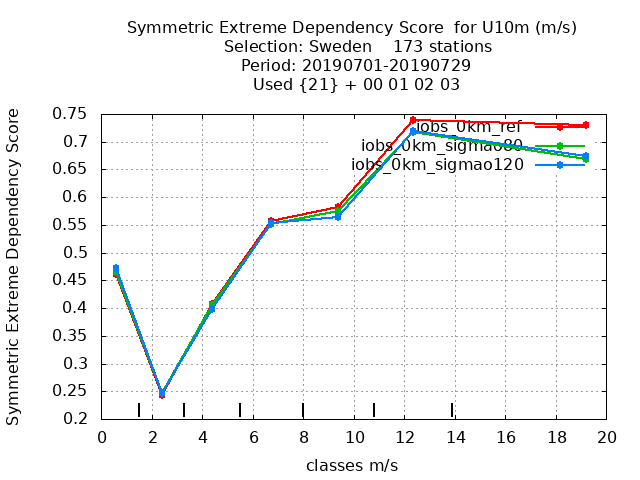 Symmetric Extreme Dependency Score for U10m (m/s)
Selection: Sweden 173 stations
Period: 20190701-20190729
Used {21} + 00 01 02 03
Symmetric Extreme Dependency Score
0.75
0.7
0.65
0.6
0.55
0.5
0.45
0.4
0.35
0.3
0.25
0.2
iobs_0km_ref
iobs_0km_sigmao80
iobs_0km_sigmao120
0 2 4 6 8 10 12 14 16 18 20
classes m/s